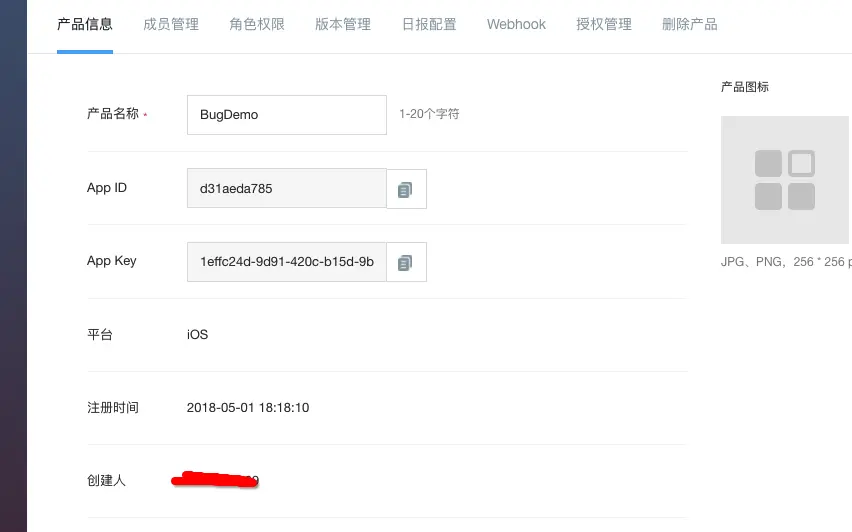 产品信息 成员管理 角色权限 版本管理 日报配置 Webhook 授权管理 删除产品
产品图标
产品名称 * BugDemo 1-20个字符
App ID d31aeda785
App Key 1effc24d-9d91-420c-b15d-9b
JPG、PNG，256 * 256 p
平台 iOS
注册时间 2018-05-01 18:18:10
创建人